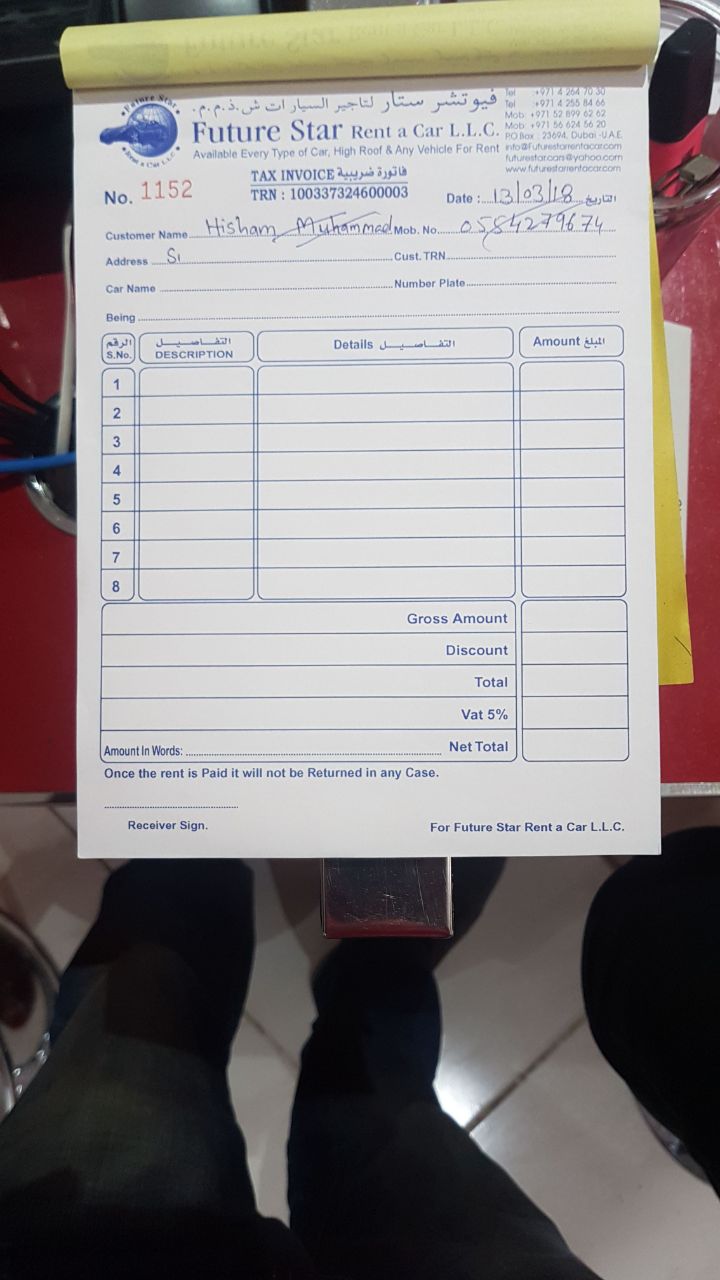 Future Star
Rent a Car L.L.C.
فيوتشر ستار لتاجير السيارات ش.ذ.م.م.
Future Star Rent a Car L.L.C.
Available Every Type of Car, High Roof & Any Vehicle For Rent
Tel : +971 4 264 70 30
Tel : +971 4 255 84 66
Mob: +971 52 899 62 62
Mob: +971 56 624 56 20
P.O.Box : 23694, Dubai -U.A.E.
info@futurestarrentacar.com
futurestarcars@yahoo.com
www.futurestarrentacar.com
TAX INVOICE فاتورة ضريبية
No. 1152 TRN : 100337324600003 Date : 13/03/18 التاريخ
Customer Name Hisham Muhammad Mob. No. 0584279674
Address Cust. TRN
Car Name Number Plate
Being
الرقم التفاصيل
S.No. DESCRIPTION Details التفاصيل Amount المبلغ
1
2
3
4
5
6
7
8
Gross Amount
Discount
Total
Vat 5%
Amount In Words: Net Total
Once the rent is Paid it will not be Returned in any Case.
Receiver Sign. For Future Star Rent a Car L.L.C.